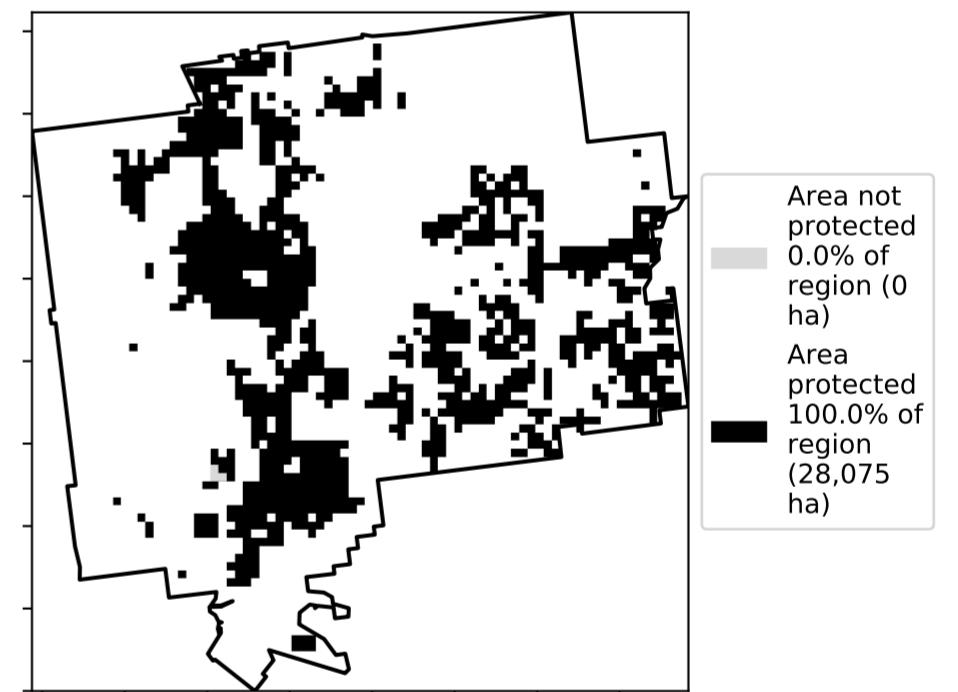 Area not
protected
0.0% of
region (0
ha)
Area
protected
100.0% of
region
(28,075
ha)